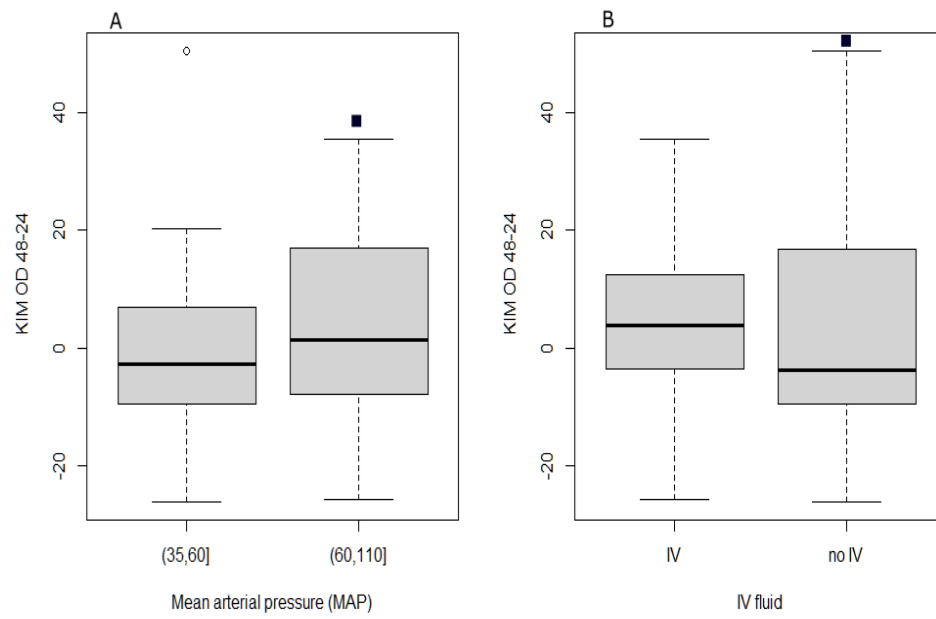 A
KIM OD 48-24
40
20
0
-20
(35,60]
(60,110]
Mean arterial pressure (MAP)
B
KIM OD 48-24
40
20
0
-20
IV
no IV
IV fluid